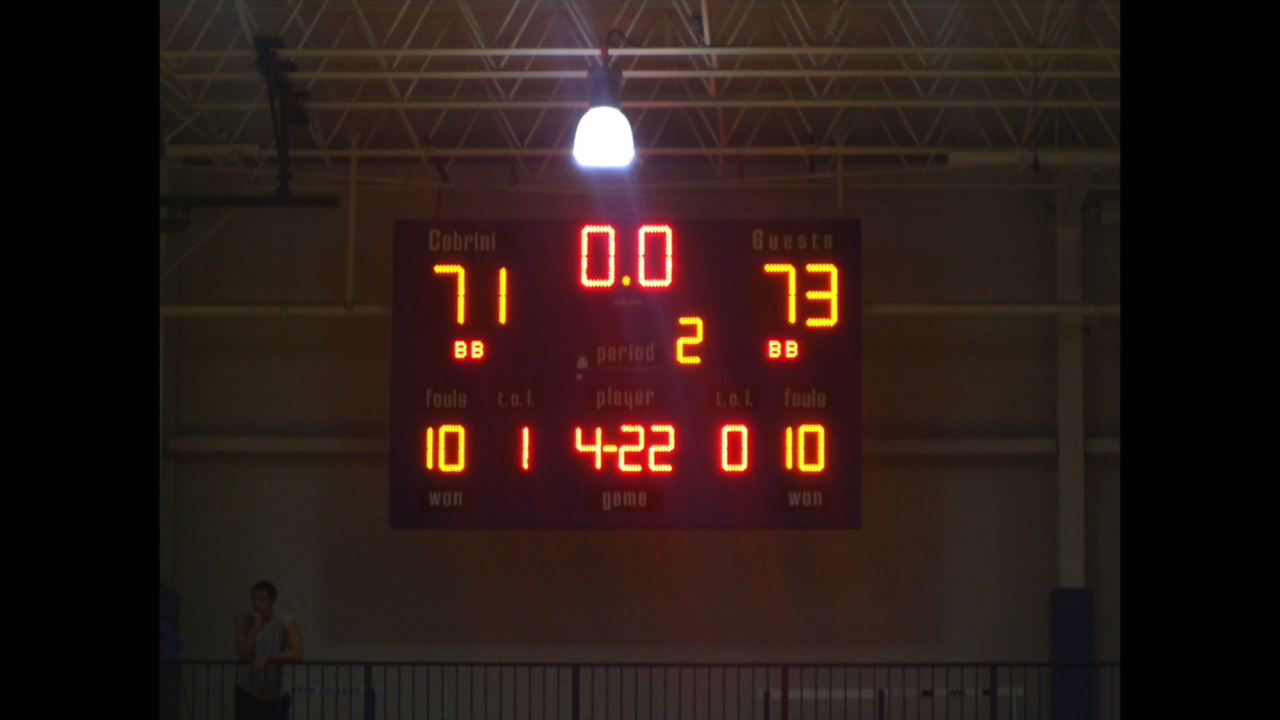 Cabrini 0.0 Guests
71 73
BB period 2 BB
fouls t.o.l. player t.o.l. fouls
10 1 4-22 0 10
won game won